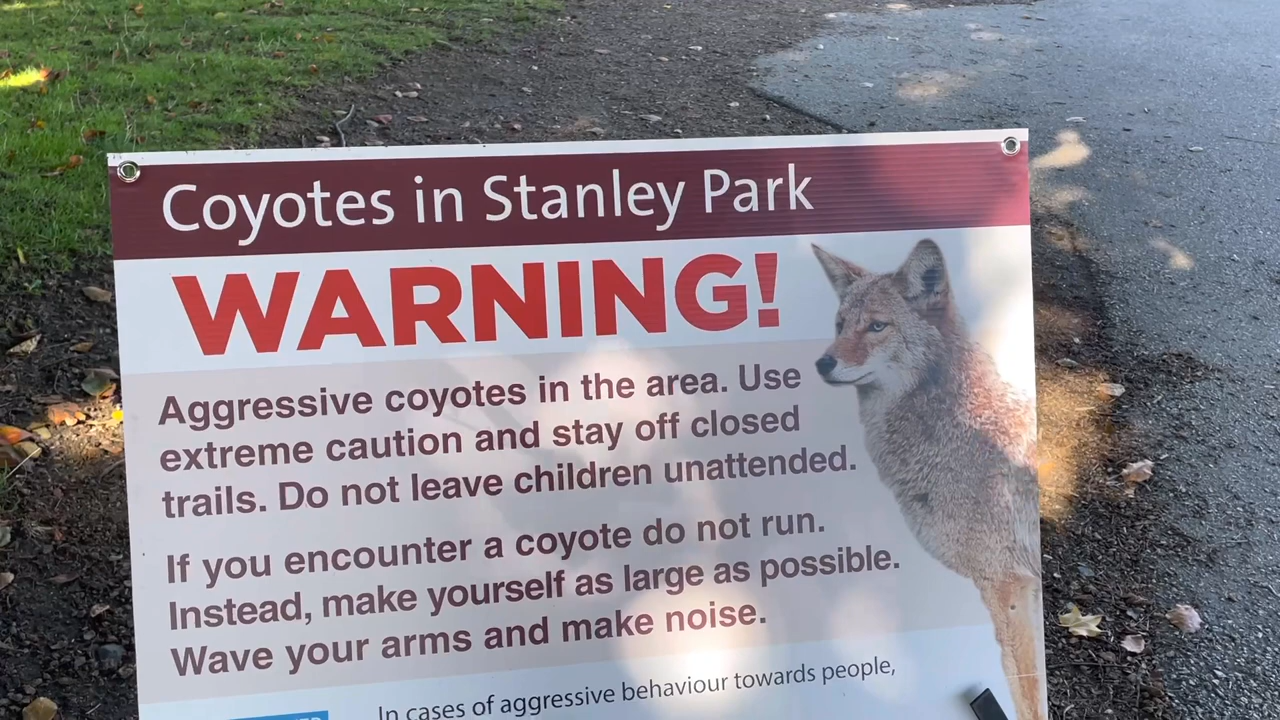 Coyotes in Stanley Park
WARNING!
Aggressive coyotes in the area. Use
extreme caution and stay off closed
trails. Do not leave children unattended.
If you encounter a coyote do not run.
Instead, make yourself as large as possible.
Wave your arms and make noise.
In cases of aggressive behaviour towards people,